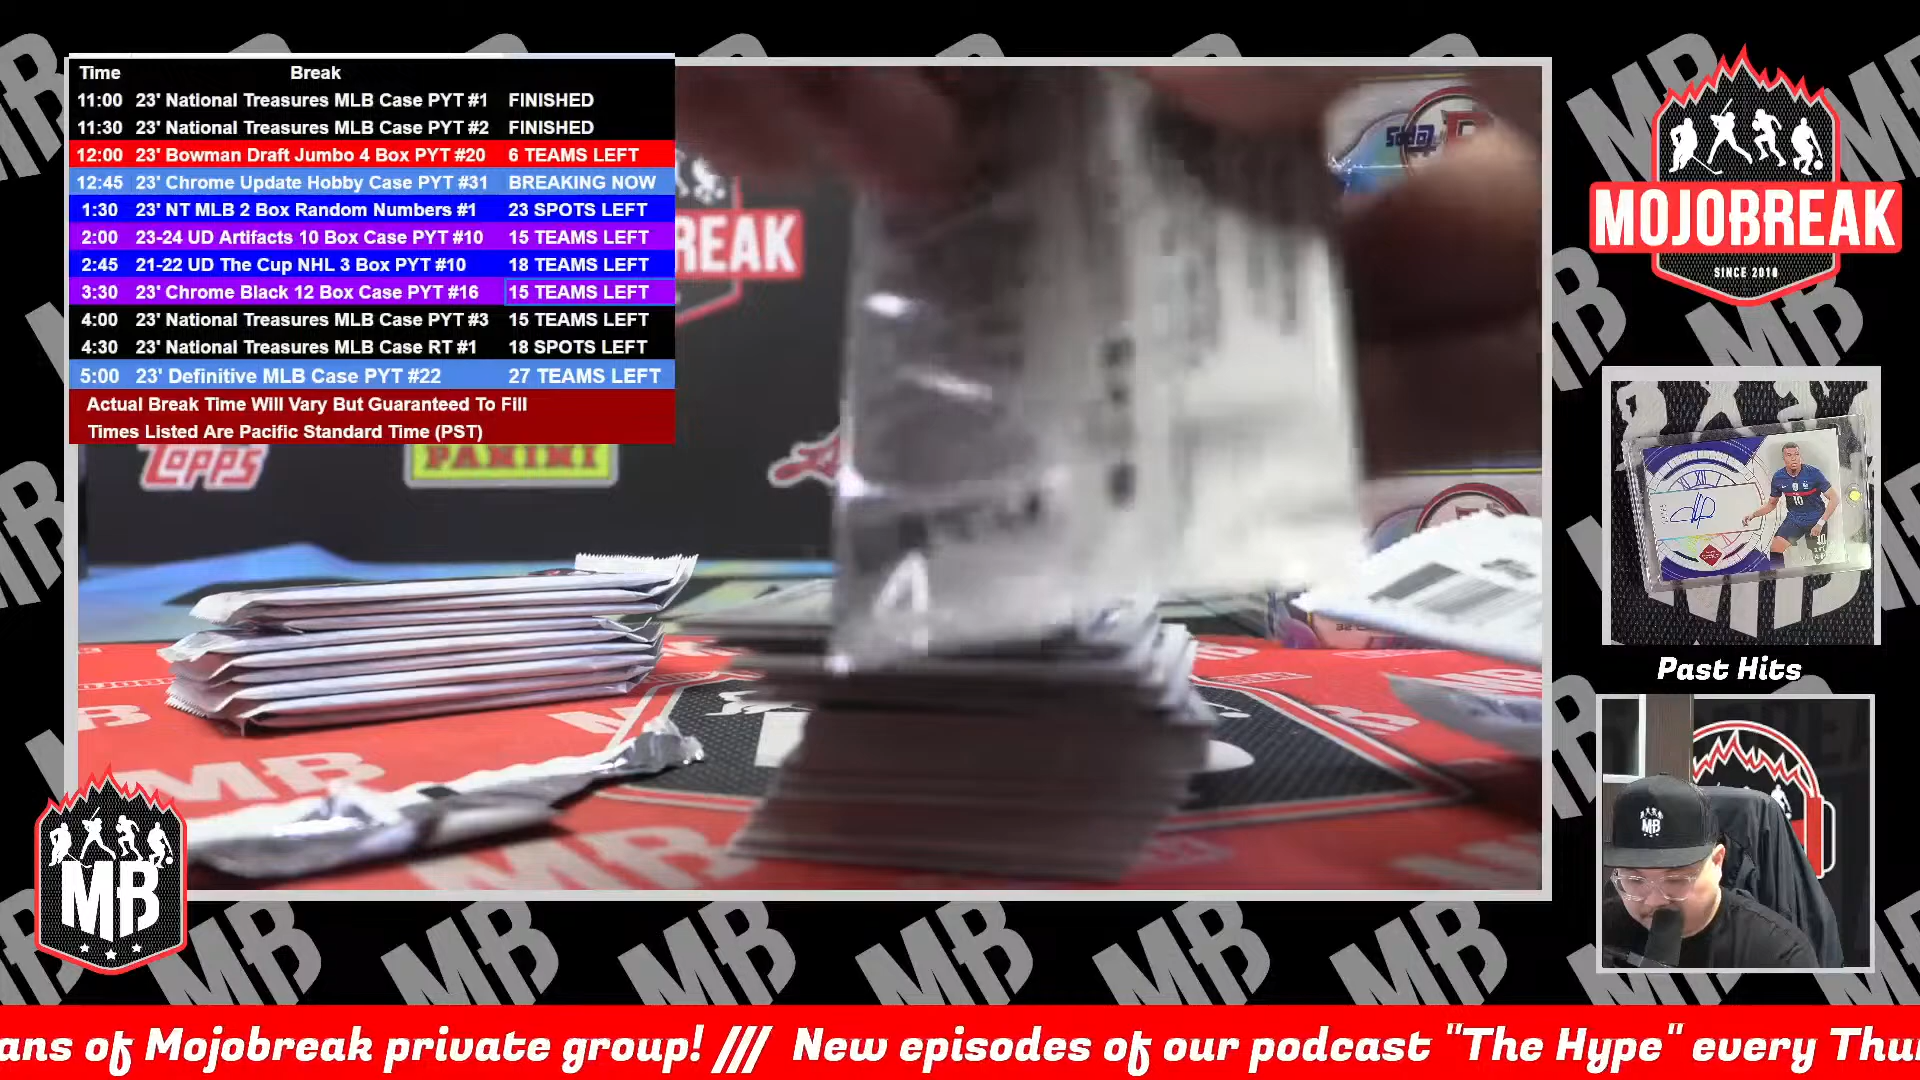 Time Break
11:00 23' National Treasures MLB Case PYT #1 FINISHED
11:30 23' National Treasures MLB Case PYT #2 FINISHED
12:00 23' Bowman Draft Jumbo 4 Box PYT #20 6 TEAMS LEFT
12:45 23' Chrome Update Hobby Case PYT #31 BREAKING NOW
1:30 23' NT MLB 2 Box Random Numbers #1 23 SPOTS LEFT
2:00 23-24 UD Artifacts 10 Box Case PYT #10 15 TEAMS LEFT
2:45 21-22 UD The Cup NHL 3 Box PYT #10 18 TEAMS LEFT
3:30 23' Chrome Black 12 Box Case PYT #16 15 TEAMS LEFT
4:00 23' National Treasures MLB Case PYT #3 15 TEAMS LEFT
4:30 23' National Treasures MLB Case RT #1 18 SPOTS LEFT
5:00 23' Definitive MLB Case PYT #22 27 TEAMS LEFT
Actual Break Time Will Vary But Guaranteed To Fill
Times Listed Are Pacific Standard Time (PST)
REAK
TOPPS
PANINI
MOJOBREAK
SINCE 2010
Past Hits
MB
MB
ans of Mojobreak private group! /// New episodes of our podcast "The Hype" every Thu